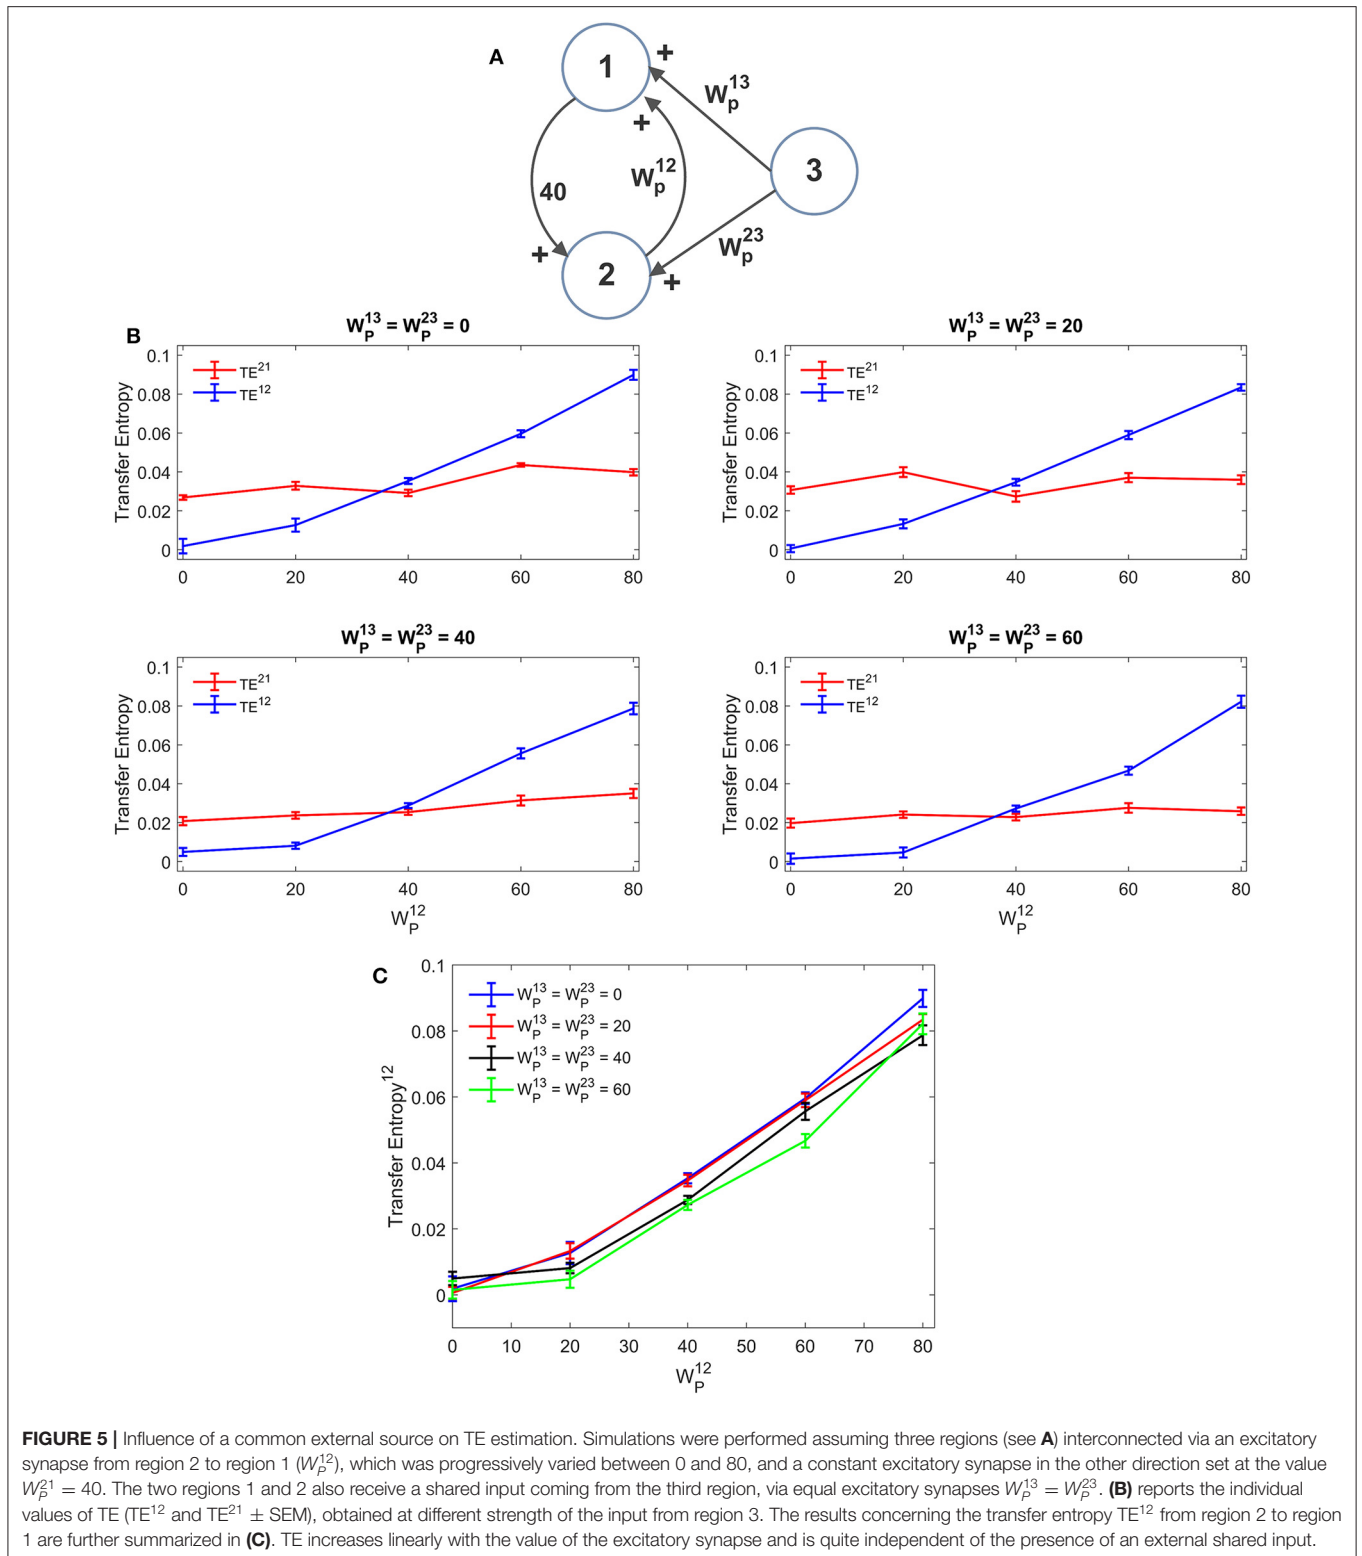 A
1
+
W_p^13
+
3
40
W_p^12
W_p^23
+
2
+
B
W_P^13 = W_P^23 = 0
0.1
0.08
0.06
0.04
0.02
0
Transfer Entropy
TE^21
TE^12
0 20 40 60 80
W_P^13 = W_P^23 = 20
0.1
0.08
0.06
0.04
0.02
0
Transfer Entropy
TE^21
TE^12
0 20 40 60 80
W_P^13 = W_P^23 = 40
0.1
0.08
0.06
0.04
0.02
0
Transfer Entropy
TE^21
TE^12
0 20 40 60 80
W_P^12
W_P^13 = W_P^23 = 60
0.1
0.08
0.06
0.04
0.02
0
Transfer Entropy
TE^21
TE^12
0 20 40 60 80
W_P^12
C
0.1
0.08
0.06
0.04
0.02
0
Transfer Entropy^12
W_P^13 = W_P^23 = 0
W_P^13 = W_P^23 = 20
W_P^13 = W_P^23 = 40
W_P^13 = W_P^23 = 60
0 10 20 30 40 50 60 70 80
W_P^12
FIGURE 5 | Influence of a common external source on TE estimation. Simulations were performed assuming three regions (see A) interconnected via an excitatory
synapse from region 2 to region 1 (W_P^12), which was progressively varied between 0 and 80, and a constant excitatory synapse in the other direction set at the value
W_P^21 = 40. The two regions 1 and 2 also receive a shared input coming from the third region, via equal excitatory synapses W_P^13 = W_P^23. (B) reports the individual
values of TE (TE^12 and TE^21 ± SEM), obtained at different strength of the input from region 3. The results concerning the transfer entropy TE^12 from region 2 to region
1 are further summarized in (C). TE increases linearly with the value of the excitatory synapse and is quite independent of the presence of an external shared input.